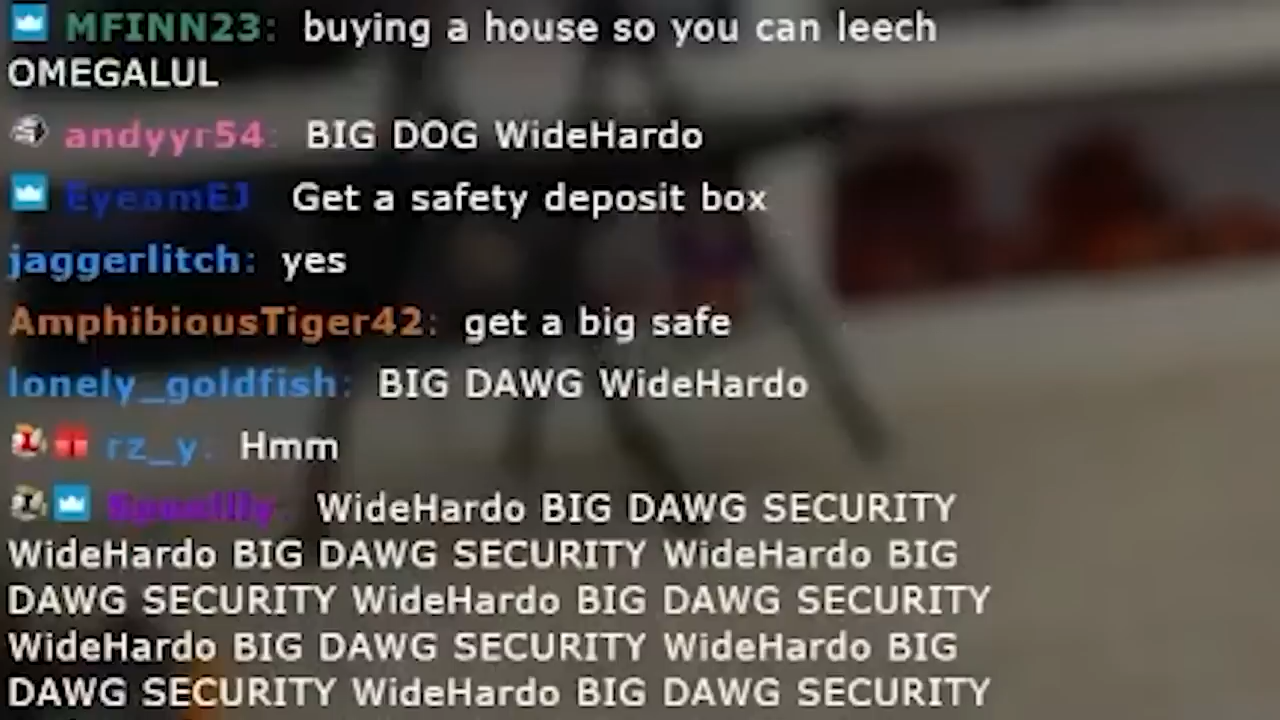 MFINN23: buying a house so you can leech
OMEGALUL
andyyr54: BIG DOG WideHardo
EyeamEJ Get a safety deposit box
jaggerlitch: yes
AmphibiousTiger42: get a big safe
lonely_goldfish: BIG DAWG WideHardo
rz_y: Hmm
WideHardo BIG DAWG SECURITY
WideHardo BIG DAWG SECURITY WideHardo BIG
DAWG SECURITY WideHardo BIG DAWG SECURITY
WideHardo BIG DAWG SECURITY WideHardo BIG
DAWG SECURITY WideHardo BIG DAWG SECURITY